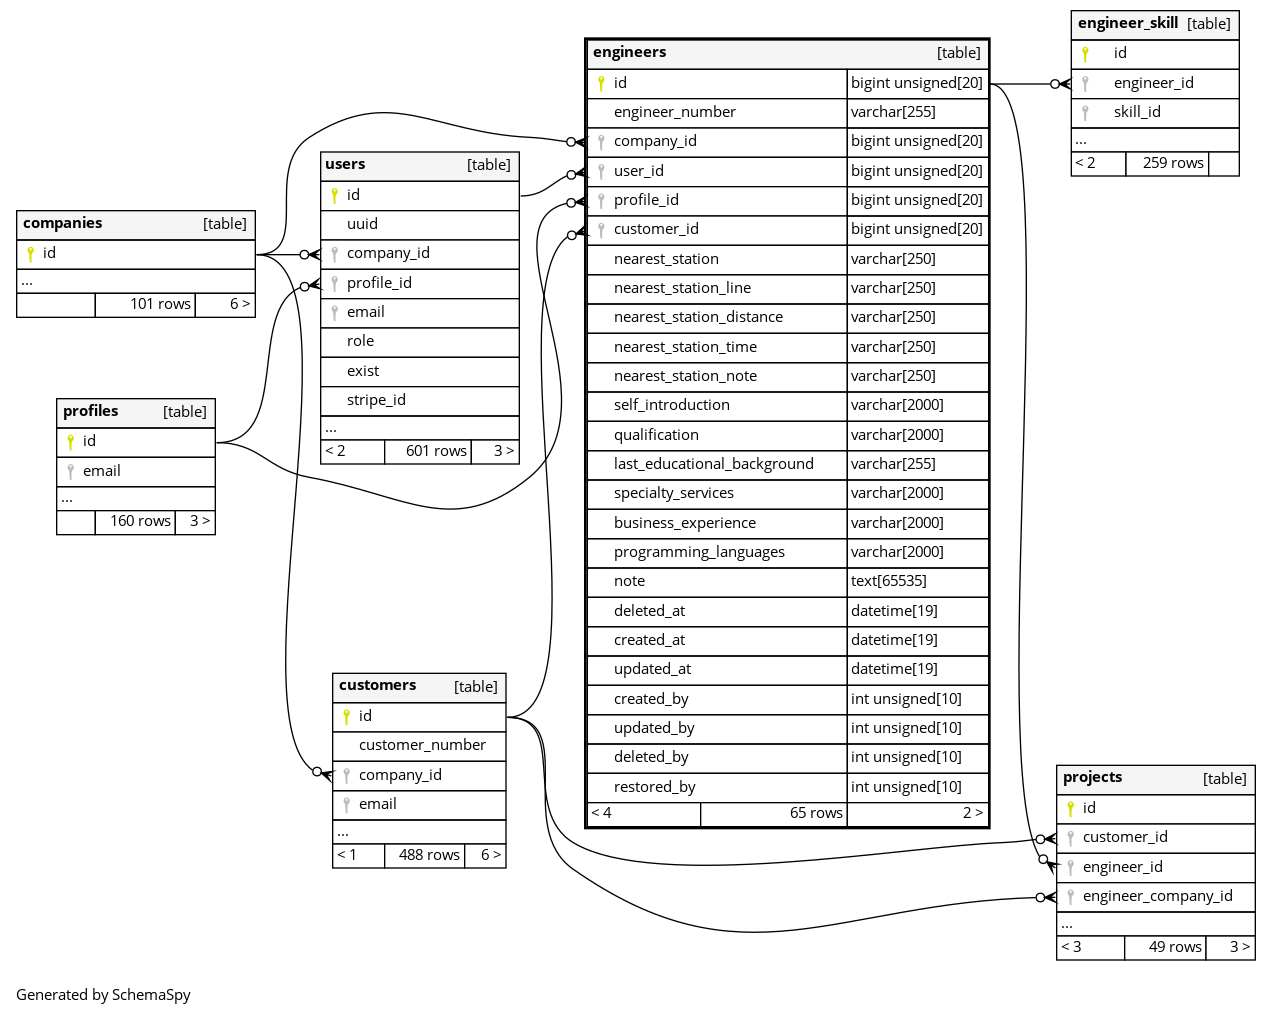 engineer_skill [table]
id
engineer_id
skill_id
...
< 2 259 rows
engineers [table]
id bigint unsigned[20]
engineer_number varchar[255]
company_id bigint unsigned[20]
user_id bigint unsigned[20]
profile_id bigint unsigned[20]
customer_id bigint unsigned[20]
nearest_station varchar[250]
nearest_station_line varchar[250]
nearest_station_distance varchar[250]
nearest_station_time varchar[250]
nearest_station_note varchar[250]
self_introduction varchar[2000]
qualification varchar[2000]
last_educational_background varchar[255]
specialty_services varchar[2000]
business_experience varchar[2000]
programming_languages varchar[2000]
note text[65535]
deleted_at datetime[19]
created_at datetime[19]
updated_at datetime[19]
created_by int unsigned[10]
updated_by int unsigned[10]
deleted_by int unsigned[10]
restored_by int unsigned[10]
< 4 65 rows 2 >
users [table]
id
uuid
company_id
profile_id
email
role
exist
stripe_id
...
< 2 601 rows 3 >
companies [table]
id
...
101 rows 6 >
profiles [table]
id
email
...
160 rows 3 >
customers [table]
id
customer_number
company_id
email
...
< 1 488 rows 6 >
projects [table]
id
customer_id
engineer_id
engineer_company_id
...
< 3 49 rows 3 >
Generated by SchemaSpy